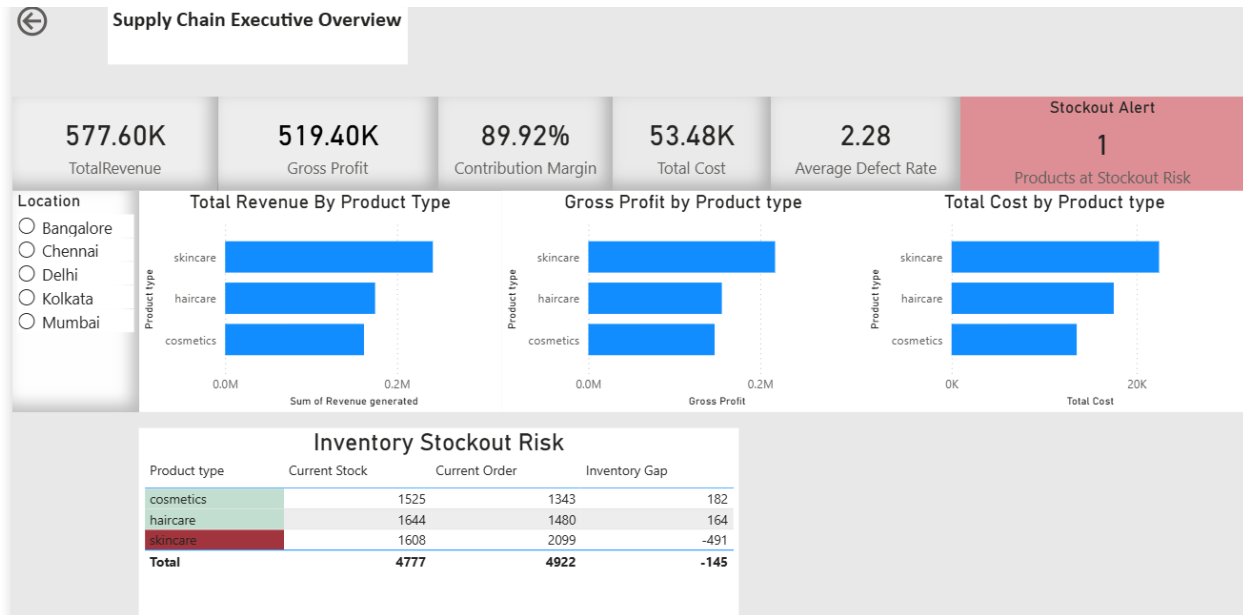 Supply Chain Executive Overview
577.60K
TotalRevenue
519.40K
Gross Profit
89.92%
Contribution Margin
53.48K
Total Cost
2.28
Average Defect Rate
Stockout Alert
1
Products at Stockout Risk
Location
Bangalore
Chennai
Delhi
Kolkata
Mumbai
Total Revenue By Product Type
Product type
skincare
haircare
cosmetics
0.0M 0.2M
Sum of Revenue generated
Gross Profit by Product type
Product type
skincare
haircare
cosmetics
0.0M 0.2M
Gross Profit
Total Cost by Product type
Product type
skincare
haircare
cosmetics
0K 20K
Total Cost
Inventory Stockout Risk
Product type Current Stock Current Order Inventory Gap
cosmetics 1525 1343 182
haircare 1644 1480 164
skincare 1608 2099 -491
Total 4777 4922 -145